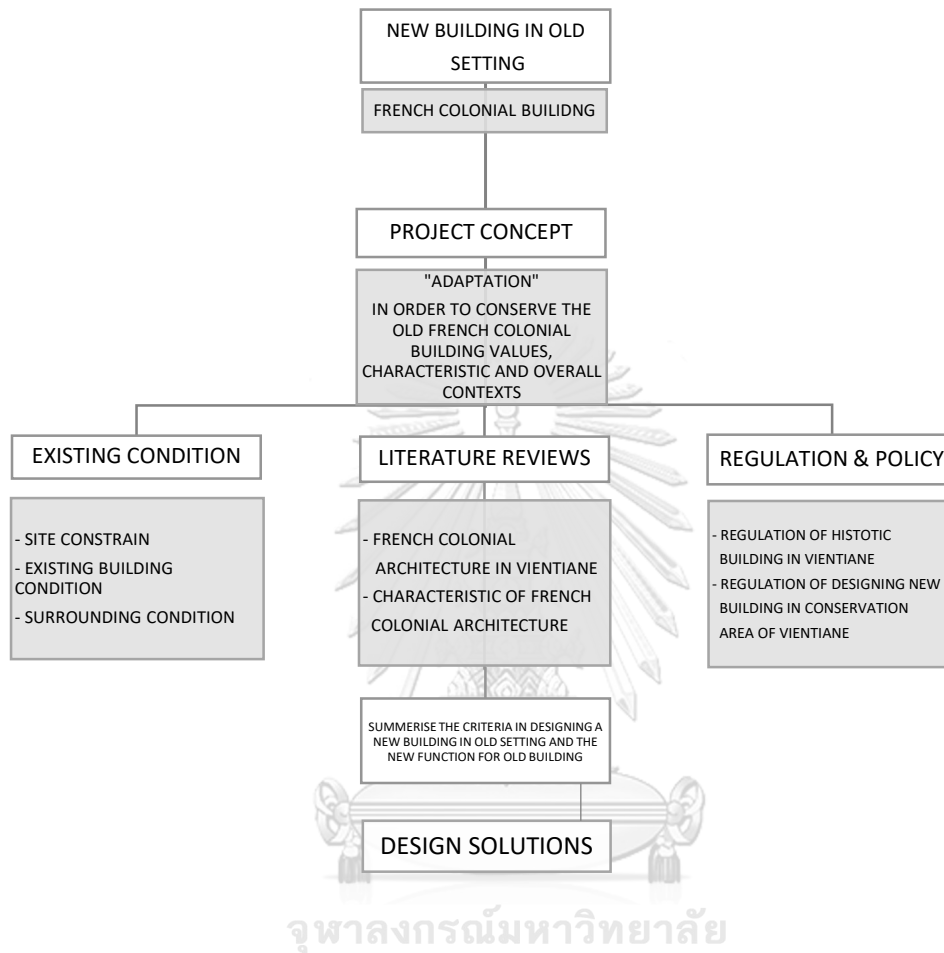 NEW BUILDING IN OLD
SETTING
FRENCH COLONIAL BUILIDNG
PROJECT CONCEPT
"ADAPTATION"
IN ORDER TO CONSERVE THE
OLD FRENCH COLONIAL
BUILDING VALUES,
CHARACTERISTIC AND OVERALL
CONTEXTS
EXISTING CONDITION
- SITE CONSTRAIN
- EXISTING BUILDING
CONDITION
- SURROUNDING CONDITION
LITERATURE REVIEWS
- FRENCH COLONIAL
ARCHITECTURE IN VIENTIANE
- CHARACTERISTIC OF FRENCH
COLONIAL ARCHITECTURE
REGULATION & POLICY
- REGULATION OF HISTOTIC
BUILDING IN VIENTIANE
- REGULATION OF DESIGNING NEW
BUILDING IN CONSERVATION
AREA OF VIENTIANE
SUMMERISE THE CRITERIA IN DESIGNING A
NEW BUILDING IN OLD SETTING AND THE
NEW FUNCTION FOR OLD BUILDING
DESIGN SOLUTIONS
จุฬาลงกรณ์มหาวิทยาลัย